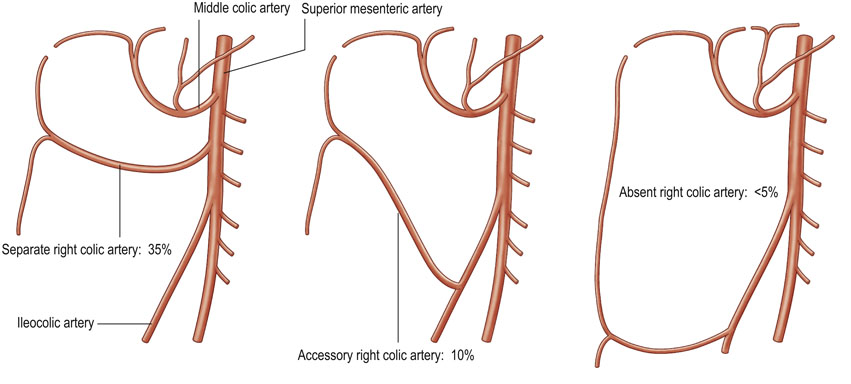 Middle colic artery
Superior mesenteric artery
Separate right colic artery: 35%
Ileocolic artery
Accessory right colic artery: 10%
Absent right colic artery: <5%